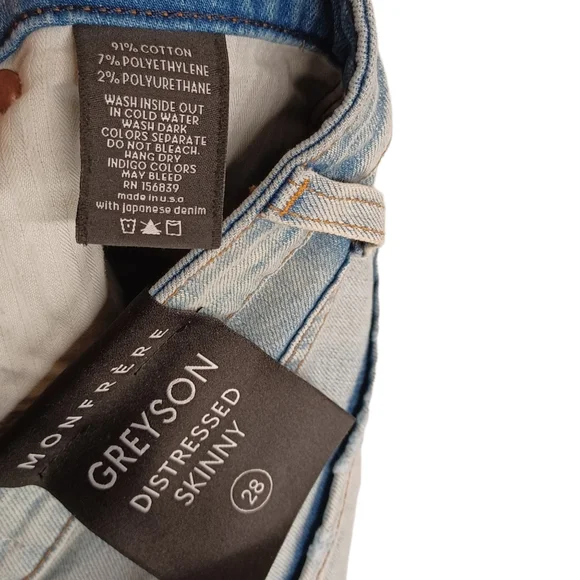 91% COTTON
7% POLYETHYLENE
2% POLYURETHANE
WASH INSIDE OUT
IN COLD WATER
WASH DARK
COLORS SEPARATE
DO NOT BLEACH.
HANG DRY
INDIGO COLORS
MAY BLEED
RN 156839
made in u.s.a
with japanese denim
MONFRÈRE
GREYSON
DISTRESSED
SKINNY
28